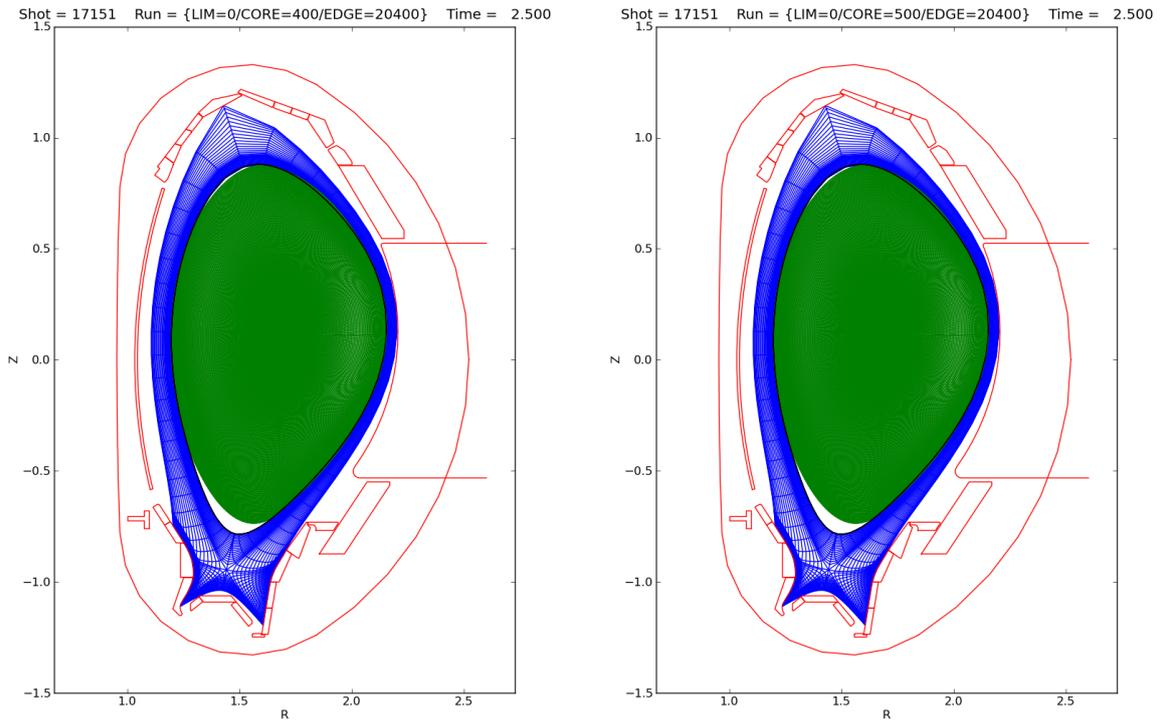 Shot = 17151 Run = {LIM=0/CORE=400/EDGE=20400} Time = 2.500
1.5
1.0
0.5
0.0
−0.5
−1.0
−1.5
Z
1.0 1.5 2.0 2.5
R
Shot = 17151 Run = {LIM=0/CORE=500/EDGE=20400} Time = 2.500
1.5
1.0
0.5
0.0
−0.5
−1.0
−1.5
Z
1.0 1.5 2.0 2.5
R